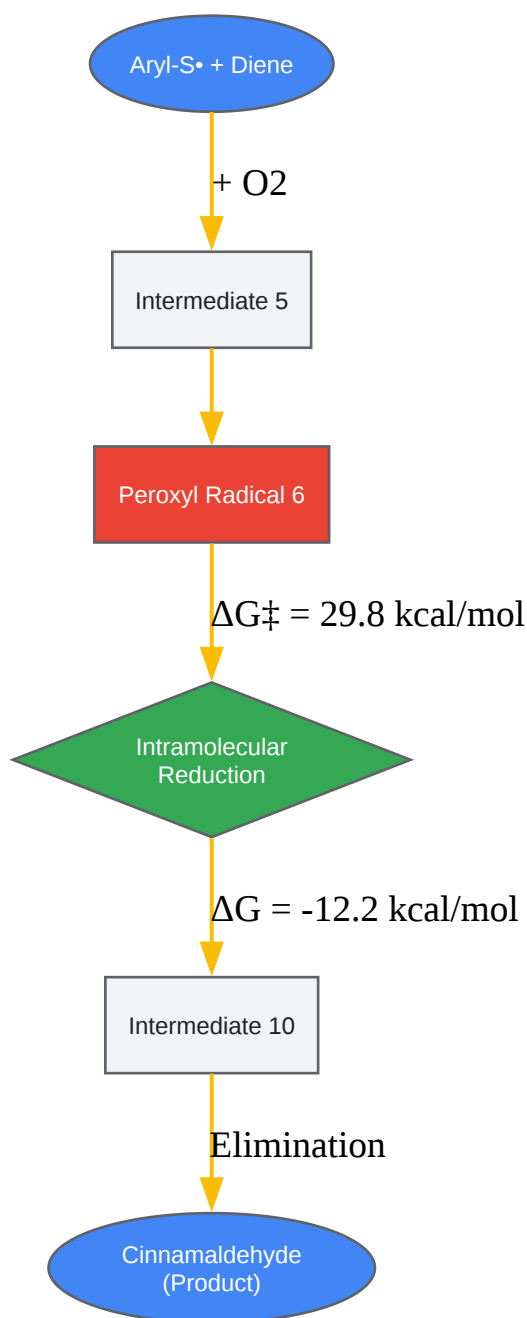 Aryl-S• + Diene
+ O2
Intermediate 5
Peroxyl Radical 6
ΔG‡ = 29.8 kcal/mol
Intramolecular
Reduction
ΔG = -12.2 kcal/mol
Intermediate 10
Elimination
Cinnamaldehyde
(Product)